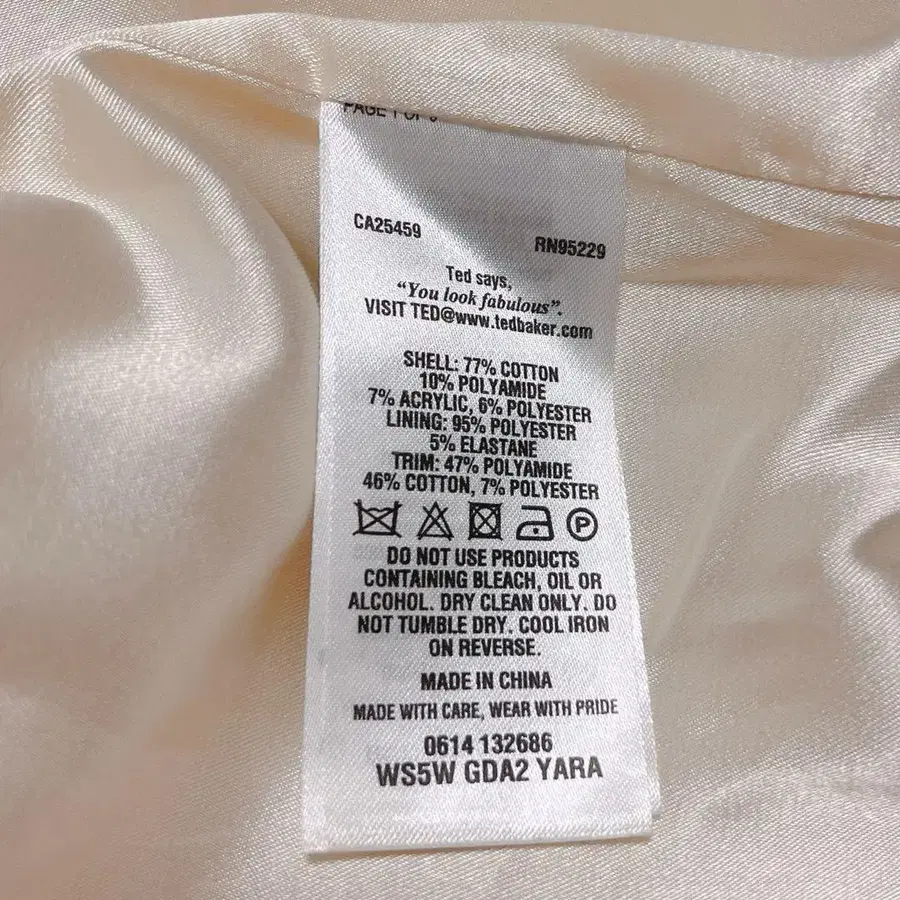 PAGE 1 OF
CA25459 RN95229
Ted says,
“You look fabulous”.
VISIT TED@www.tedbaker.com
SHELL: 77% COTTON
10% POLYAMIDE
7% ACRYLIC, 6% POLYESTER
LINING: 95% POLYESTER
5% ELASTANE
TRIM: 47% POLYAMIDE
46% COTTON, 7% POLYESTER
P
DO NOT USE PRODUCTS
CONTAINING BLEACH, OIL OR
ALCOHOL. DRY CLEAN ONLY. DO
NOT TUMBLE DRY. COOL IRON
ON REVERSE.
MADE IN CHINA
MADE WITH CARE, WEAR WITH PRIDE
0614 132686
WS5W GDA2 YARA